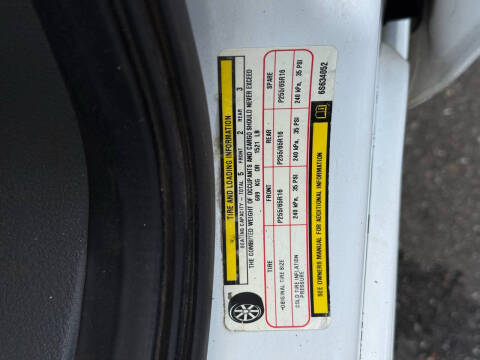 TIRE AND LOADING INFORMATION
SEATING CAPACITY - TOTAL 5 FRONT 2 REAR 3
THE COMBINED WEIGHT OF OCCUPANTS AND CARGO SHOULD NEVER EXCEED
689 KG OR 1521 LB
TIRE FRONT REAR SPARE
ORIGINAL TIRE SIZE P255/65R16 P255/65R16 P255/65R16
COLD TIRE INFLATION PRESSURE 240 kPa, 35 PSI 240 kPa, 35 PSI 240 kPa, 35 PSI
SEE OWNERS MANUAL FOR ADDITIONAL INFORMATION
6S634052